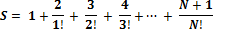 S = 1 + 2/1! + 3/2! + 4/3! + ⋯ + N + 1/N!